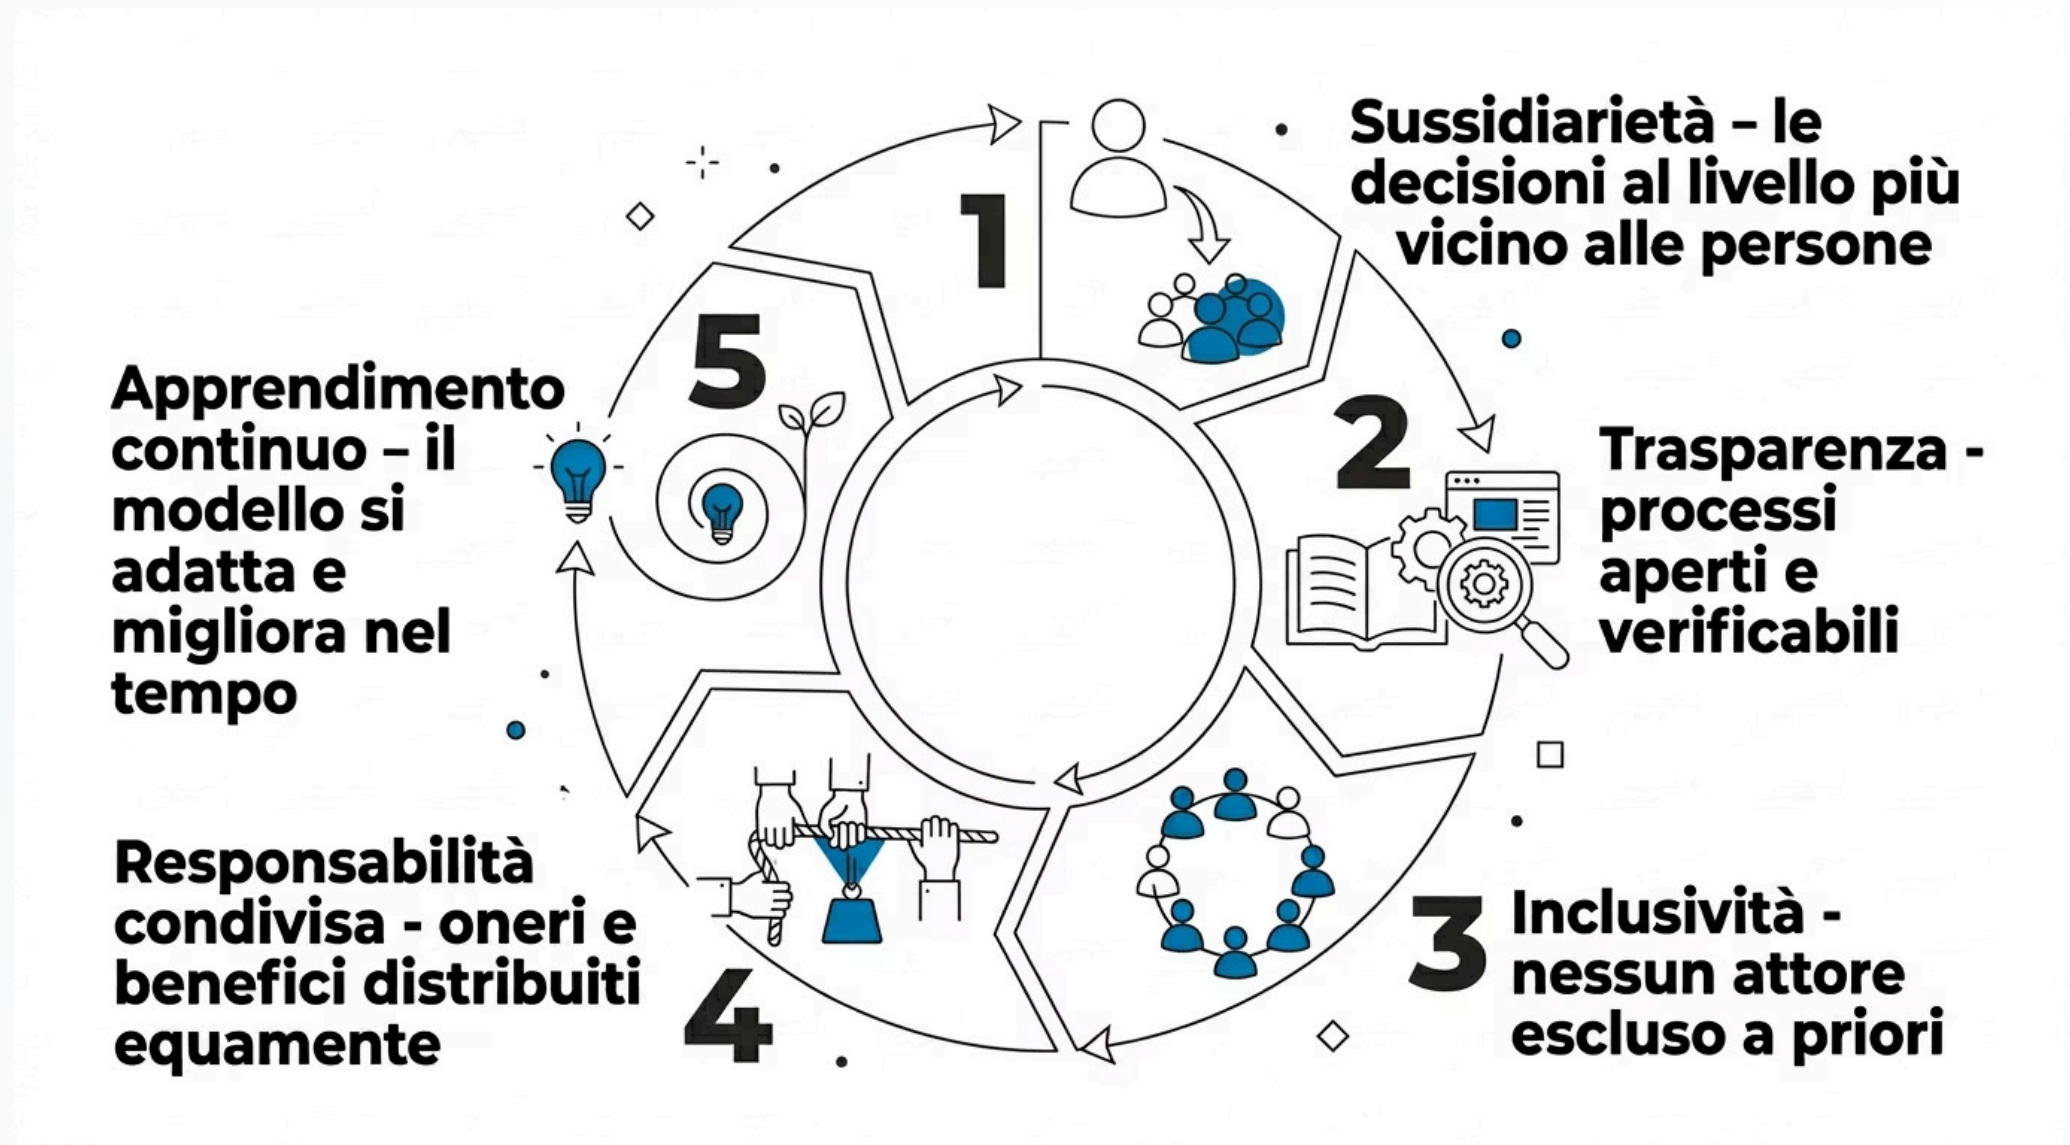 1
Sussidiarietà – le
decisioni al livello più
vicino alle persone
2
Trasparenza -
processi
aperti e
verificabili
3
Inclusività -
nessun attore
escluso a priori
4
Responsabilità
condivisa - oneri e
benefici distribuiti
equamente
5
Apprendimento
continuo – il
modello si
adatta e
migliora nel
tempo